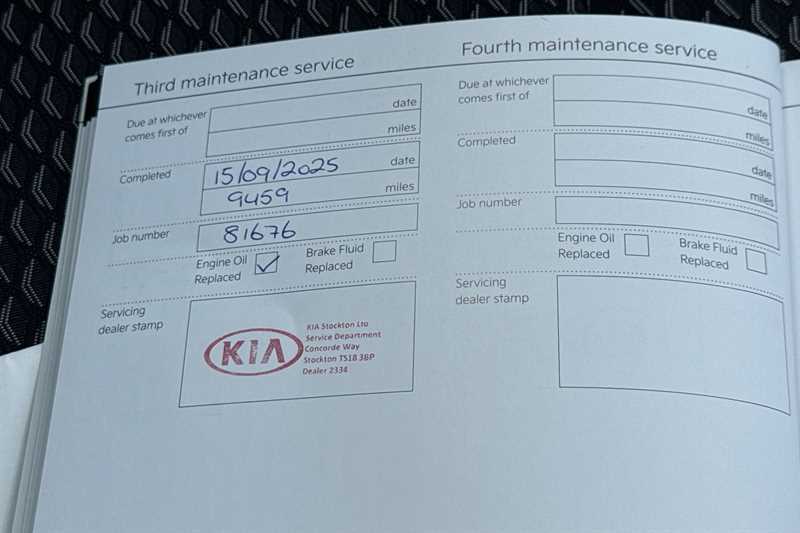 Third maintenance service
Due at whichever
comes first of
date
miles
Completed
15/09/2025 date
9459 miles
Job number
81676
Engine Oil
Replaced
Brake Fluid
Replaced
Servicing
dealer stamp
KIA
KIA Stockton Ltd
Service Department
Concorde Way
Stockton TS18 3BP
Dealer 2334
Fourth maintenance service
Due at whichever
comes first of
date
miles
Completed
date
miles
Job number
Engine Oil
Replaced
Brake Fluid
Replaced
Servicing
dealer stamp